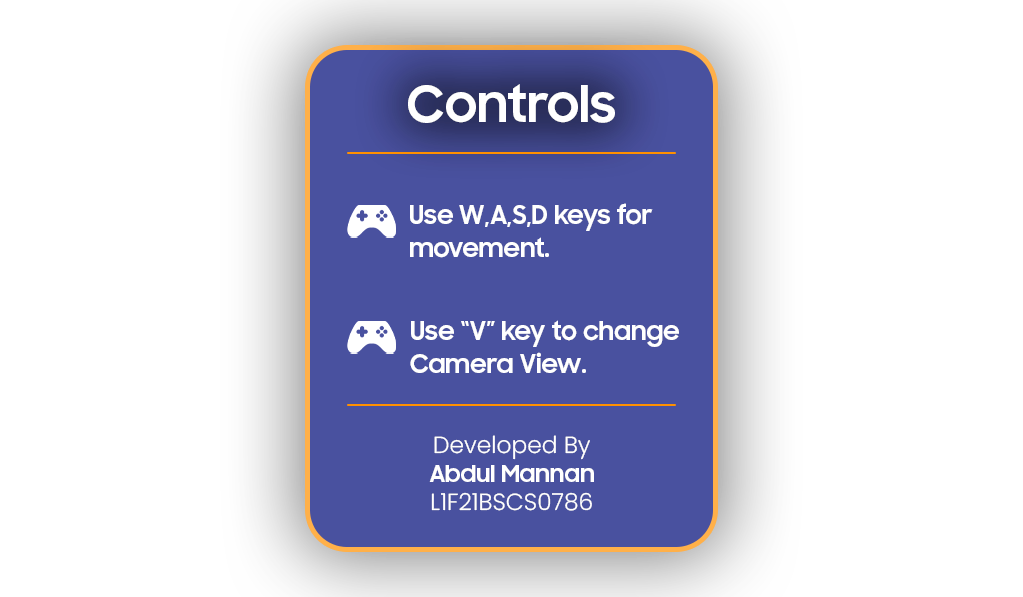 Controls
Use W,A,S,D keys for
movement.
Use “V” key to change
Camera View.
Developed By
Abdul Mannan
L1F21BSCS0786